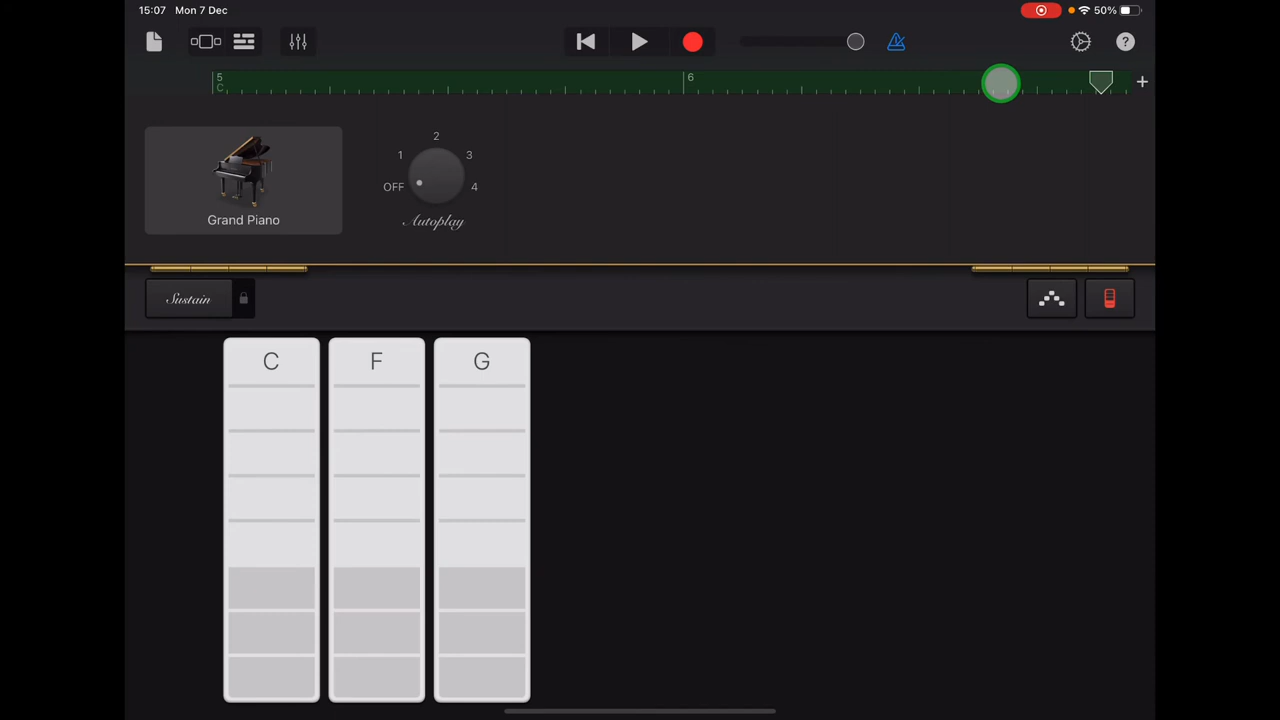 15:07 Mon 7 Dec 50%
?
5 6
C
2
1 3
OFF 4
Grand Piano Autoplay
Sustain
C F G